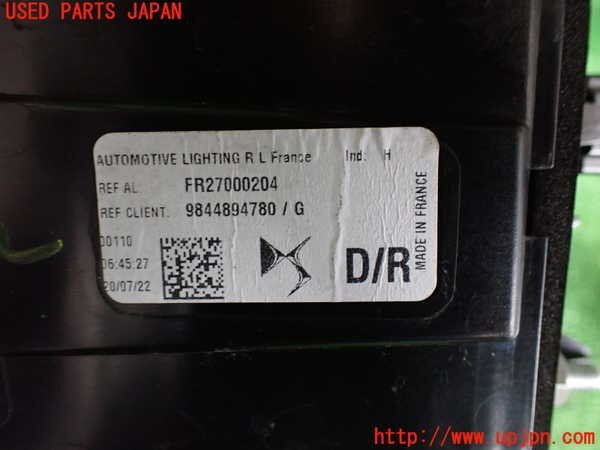 USED PARTS JAPAN
AUTOMOTIVE LIGHTING R L France Ind: H
REF AL: FR27000204
REF CLIENT: 9844894780 / G
00110
06:45:27
20/07/22
D/R
MADE IN FRANCE
http://www.upjpn.com/